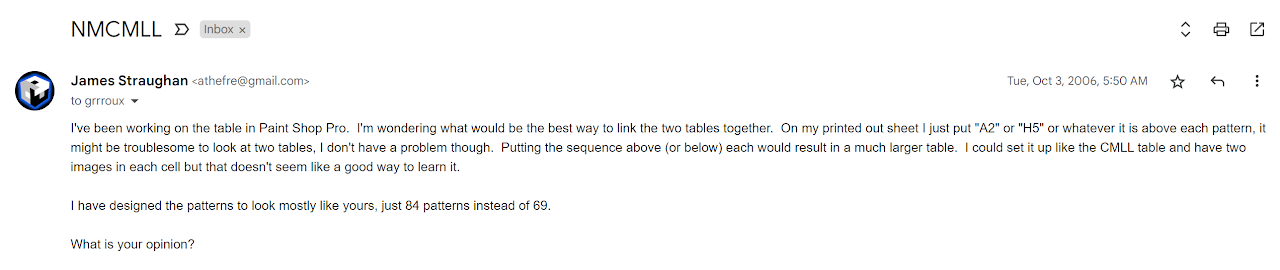 NMCMLL Inbox ×
James Straughan <athefre@gmail.com> Tue, Oct 3, 2006, 5:50 AM
to grrroux
I've been working on the table in Paint Shop Pro.  I'm wondering what would be the best way to link the two tables together.  On my printed out sheet I just put "A2" or "H5" or whatever it is above each pattern, it
might be troublesome to look at two tables, I don't have a problem though.  Putting the sequence above (or below) each would result in a much larger table.  I could set it up like the CMLL table and have two
images in each cell but that doesn't seem like a good way to learn it.
I have designed the patterns to look mostly like yours, just 84 patterns instead of 69.
What is your opinion?